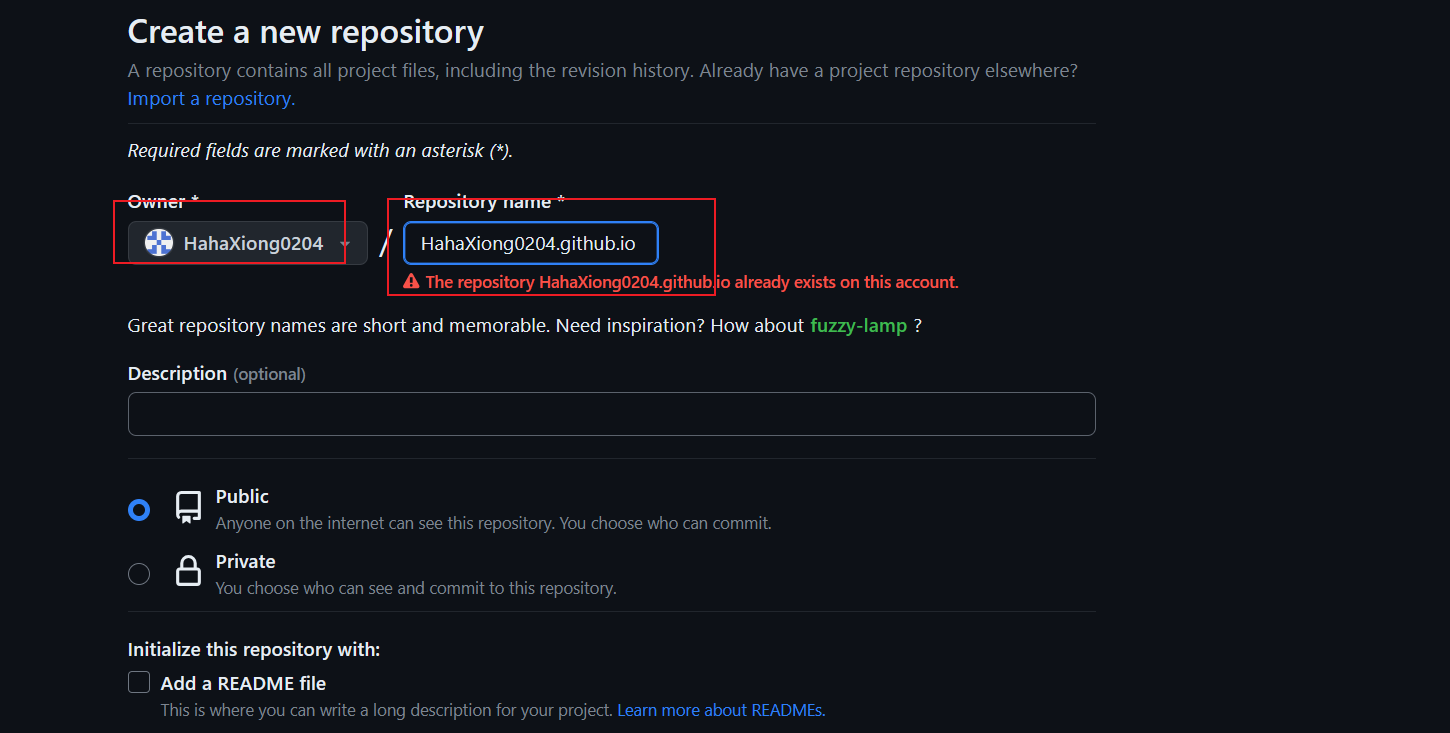 Create a new repository
A repository contains all project files, including the revision history. Already have a project repository elsewhere?
Import a repository.
Required fields are marked with an asterisk (*).
Owner * Repository name *
HahaXiong0204 / HahaXiong0204.github.io
The repository HahaXiong0204.github.io already exists on this account.
Great repository names are short and memorable. Need inspiration? How about fuzzy-lamp ?
Description (optional)
Public
Anyone on the internet can see this repository. You choose who can commit.
Private
You choose who can see and commit to this repository.
Initialize this repository with:
Add a README file
This is where you can write a long description for your project. Learn more about READMEs.